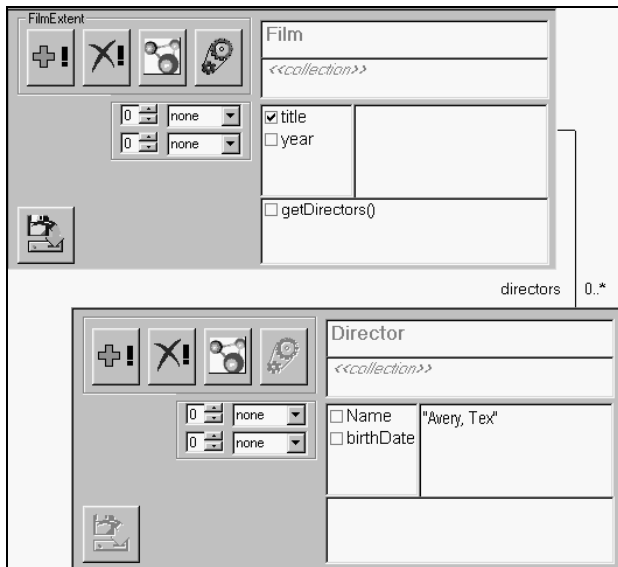 FilmExtent
Film
<<collection>>
0 none
0 none
title
year
getDirectors()
directors 0..*
Director
<<collection>>
0 none
0 none
Name "Avery, Tex"
birthDate